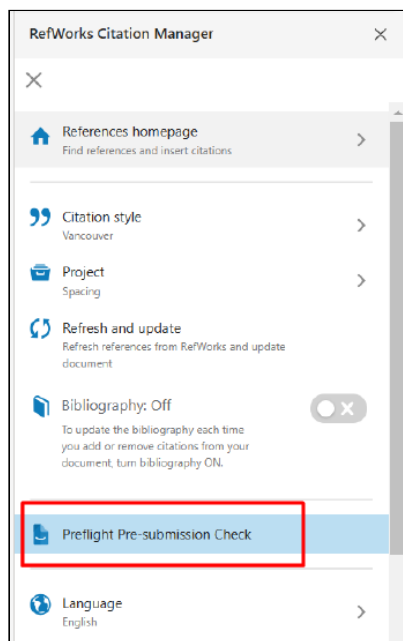 RefWorks Citation Manager
References homepage
Find references and insert citations
Citation style
Vancouver
Project
Spacing
Refresh and update
Refresh references from RefWorks and update
document
Bibliography: Off
To update the bibliography each time
you add or remove citations from your
document, turn bibliography ON.
Preflight Pre-submission Check
Language
English